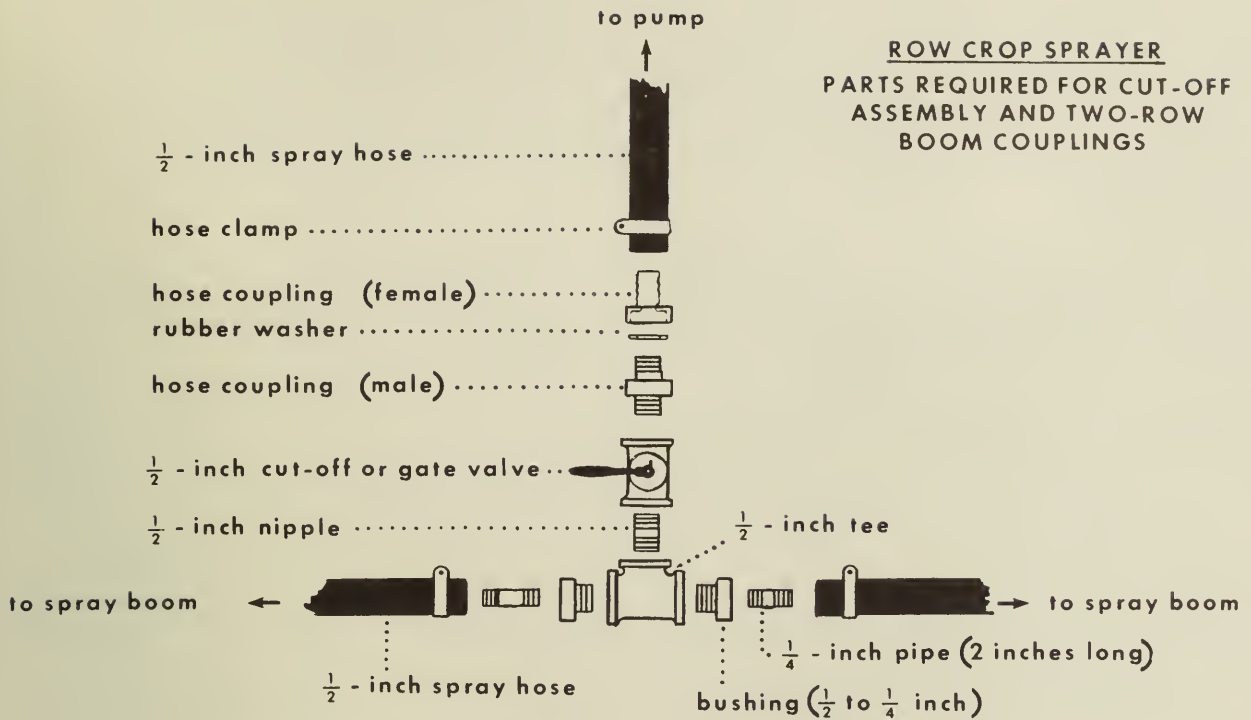 to pump
ROW CROP SPRAYER
PARTS REQUIRED FOR CUT-OFF
ASSEMBLY AND TWO-ROW
BOOM COUPLINGS
1/2 - inch spray hose
hose clamp
hose coupling (female)
rubber washer
hose coupling (male)
1/2 - inch cut-off or gate valve
1/2 - inch nipple
1/2 - inch tee
to spray boom
to spray boom
1/4 - inch pipe (2 inches long)
1/2 - inch spray hose
bushing (1/2 to 1/4 inch)